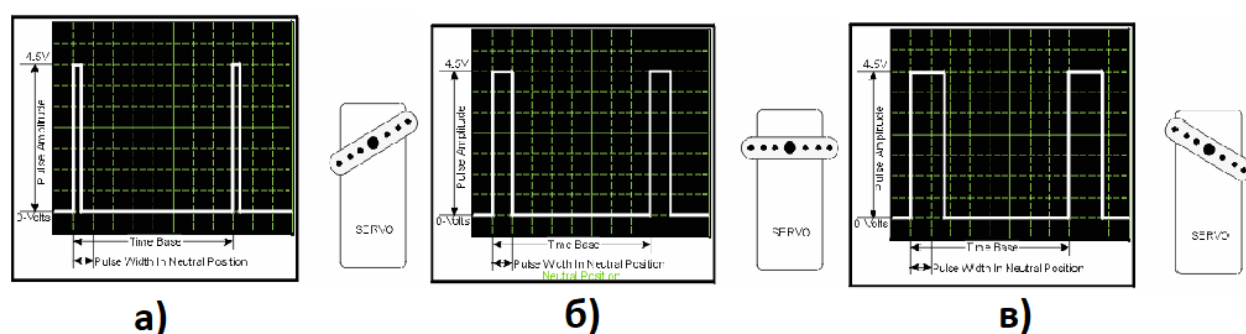 4.5V
Pulse Amplitude
0-Volts
Time Base
Pulse Width In Neutral Position
SERVO
а)
4.5V
Pulse Amplitude
0-Volts
Time Base
Pulse Width In Neutral Position
Neutral Position
SERVO
б)
4.5V
Pulse Amplitude
0 Volts
Time Base
Pulse Width In Neutral Position
SERVO
в)